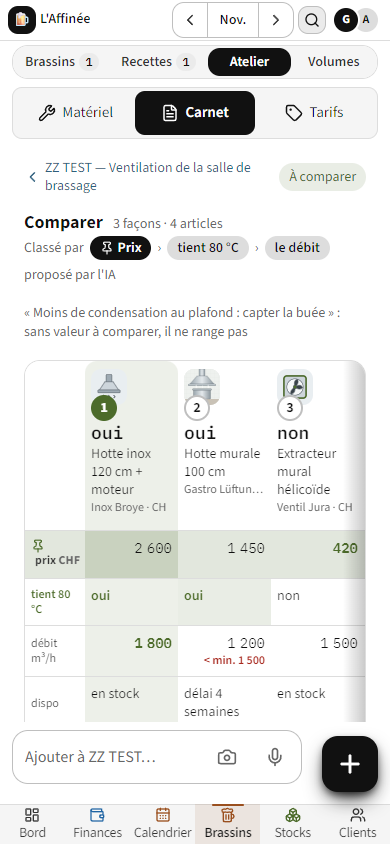 L'Affinée
Nov.
G A
Brassins 1 Recettes 1 Atelier Volumes
Matériel Carnet Tarifs
ZZ TEST — Ventilation de la salle de
brassage
À comparer
Comparer 3 façons · 4 articles
Classé par Prix › tient 80 °C › le débit
proposé par l'IA
« Moins de condensation au plafond : capter la buée » :
sans valeur à comparer, il ne range pas
1 2 3
oui oui non
Hotte inox
120 cm +
moteur
Inox Broye · CH
Hotte murale
100 cm
Gastro Lüftun…
Extracteur
mural
hélicoïde
Ventil Jura · CH
prix CHF 2 600 1 450 420
tient 80
°C
oui oui non
débit
m³/h
1 800 1 200 1 500
< min. 1 500
dispo
en stock
délai 4
semaines
en stock
Ajouter à ZZ TEST…
Bord Finances Calendrier Brassins Stocks Clients